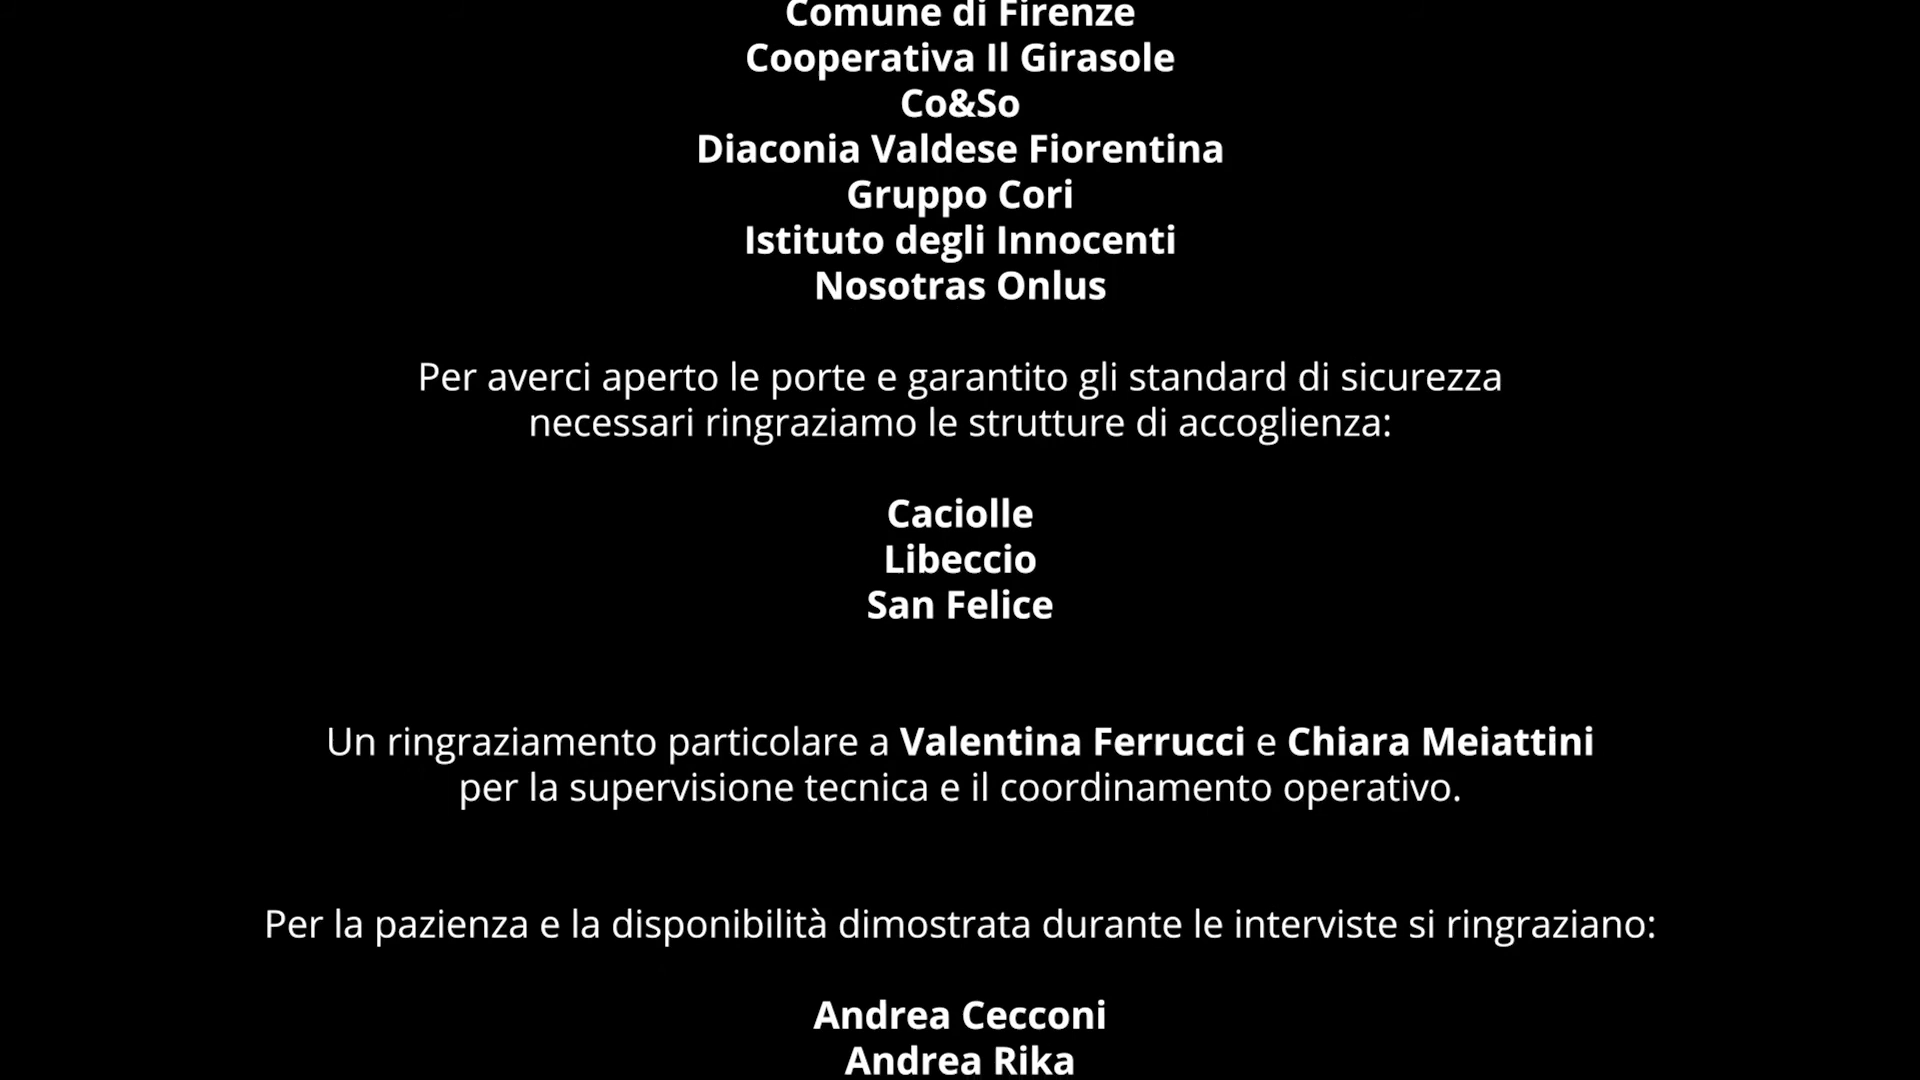 Comune di Firenze
Cooperativa Il Girasole
Co&So
Diaconia Valdese Fiorentina
Gruppo Cori
Istituto degli Innocenti
Nosotras Onlus
Per averci aperto le porte e garantito gli standard di sicurezza
necessari ringraziamo le strutture di accoglienza:
Caciolle
Libeccio
San Felice
Un ringraziamento particolare a Valentina Ferrucci e Chiara Meiattini
per la supervisione tecnica e il coordinamento operativo.
Per la pazienza e la disponibilità dimostrata durante le interviste si ringraziano:
Andrea Cecconi
Andrea Rika